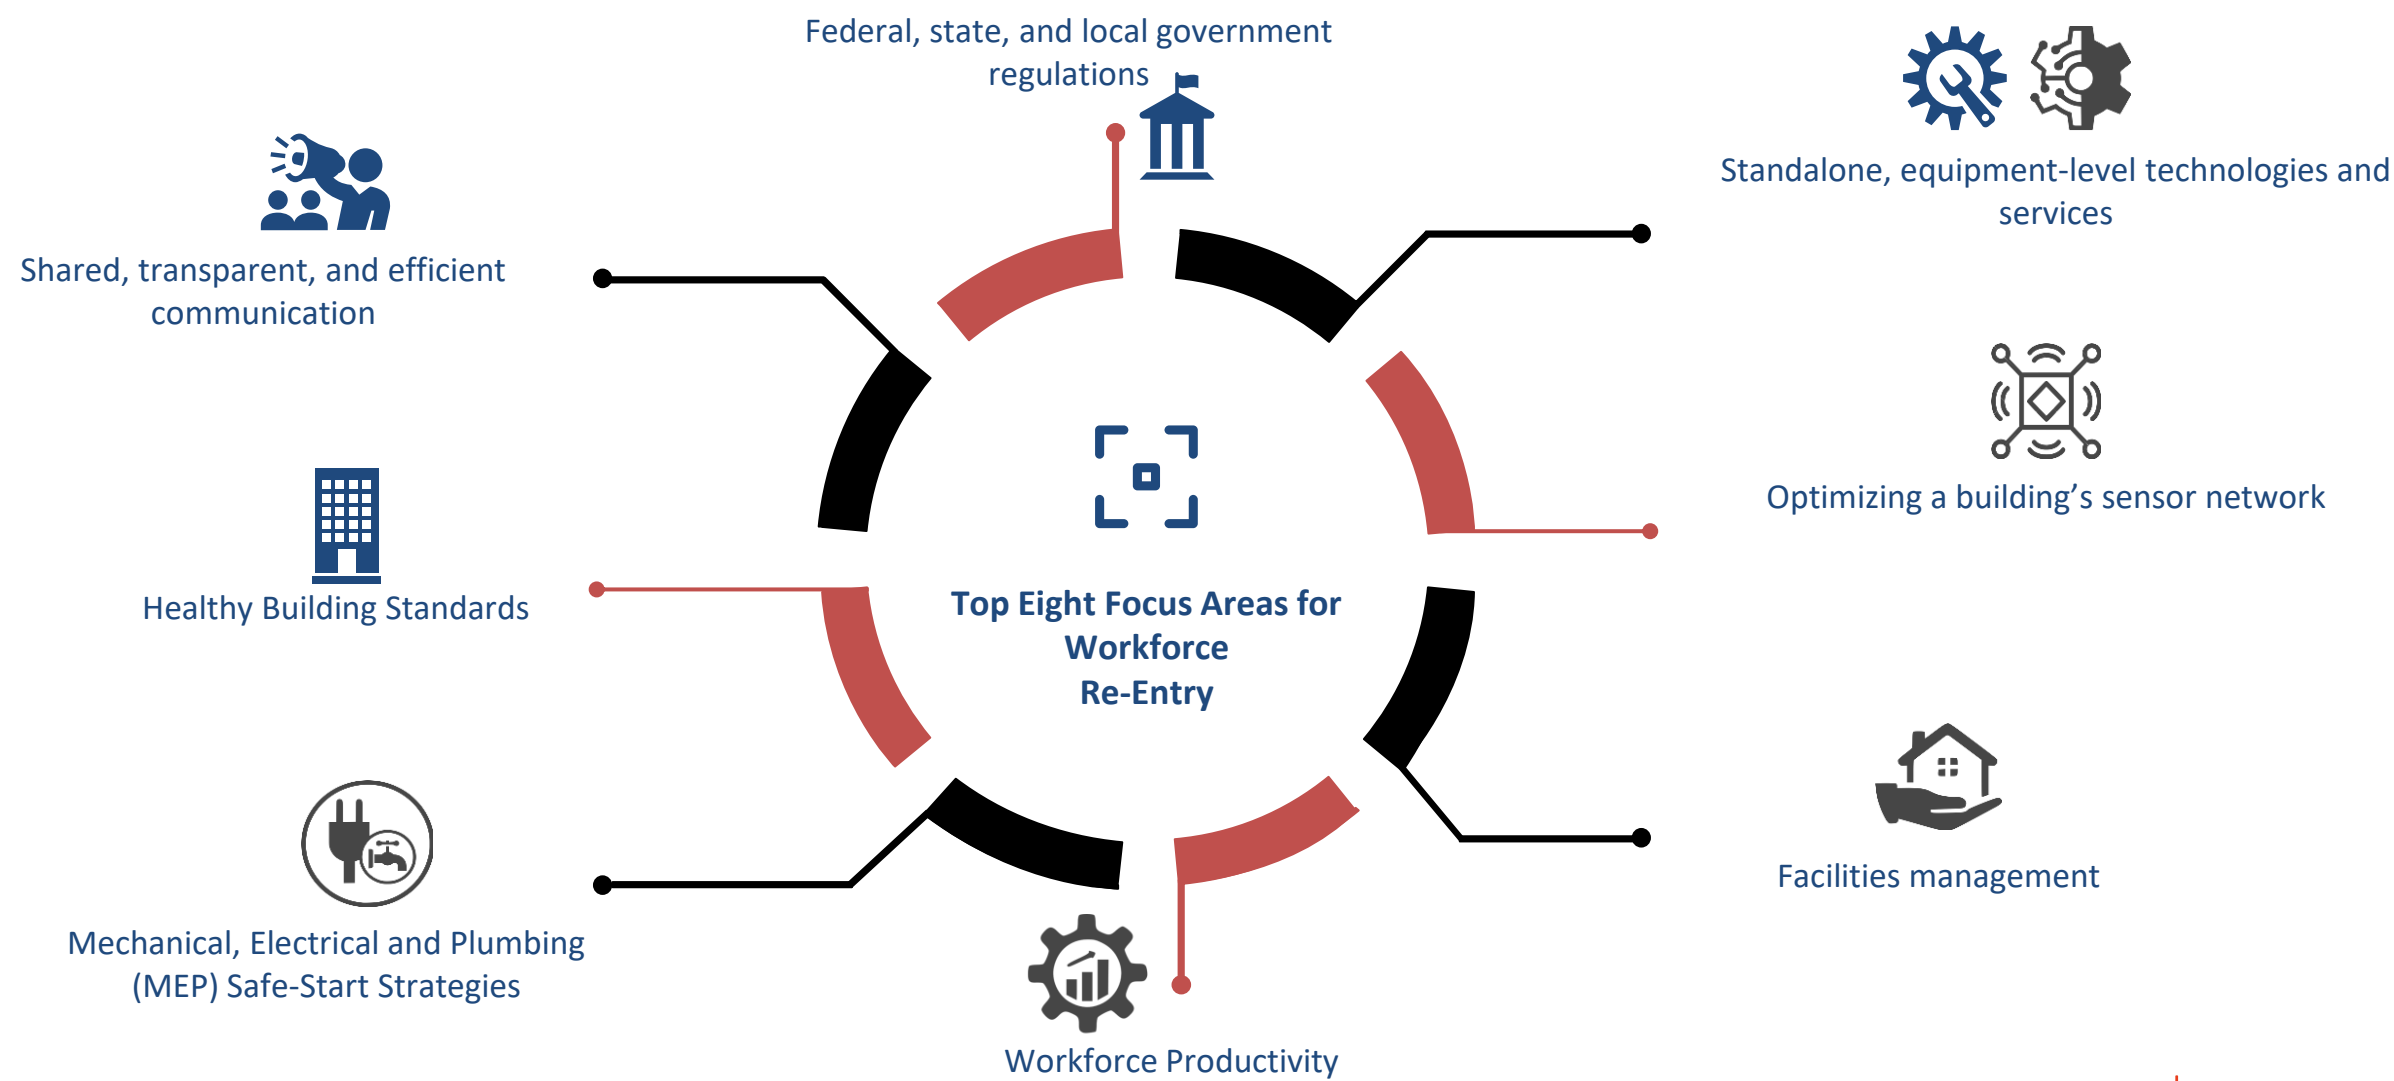 Federal, state, and local government
regulations
Standalone, equipment-level technologies and
services
Shared, transparent, and efficient
communication
Optimizing a building’s sensor network
Healthy Building Standards
Top Eight Focus Areas for
Workforce
Re-Entry
Facilities management
Mechanical, Electrical and Plumbing
(MEP) Safe-Start Strategies
Workforce Productivity